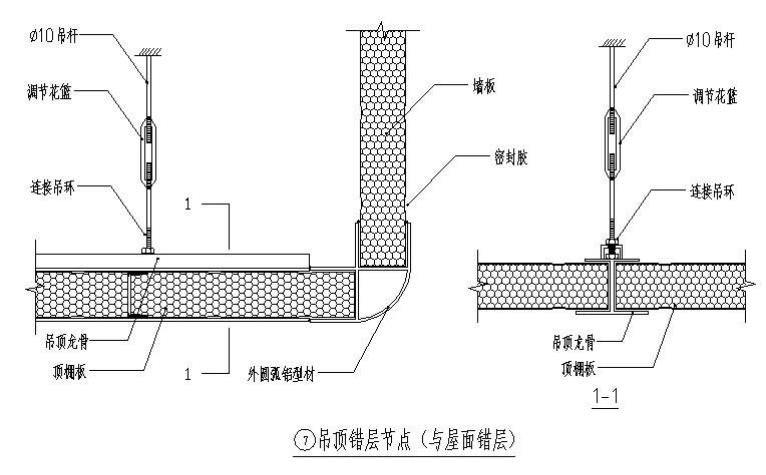 ø10吊杆
调节花篮
连接吊环
1
吊顶龙骨
顶棚板
1
墙板
密封胶
外圆弧铝型材
ø10吊杆
调节花篮
连接吊环
吊顶龙骨
顶棚板
1-1
⑦吊顶错层节点（与屋面错层）